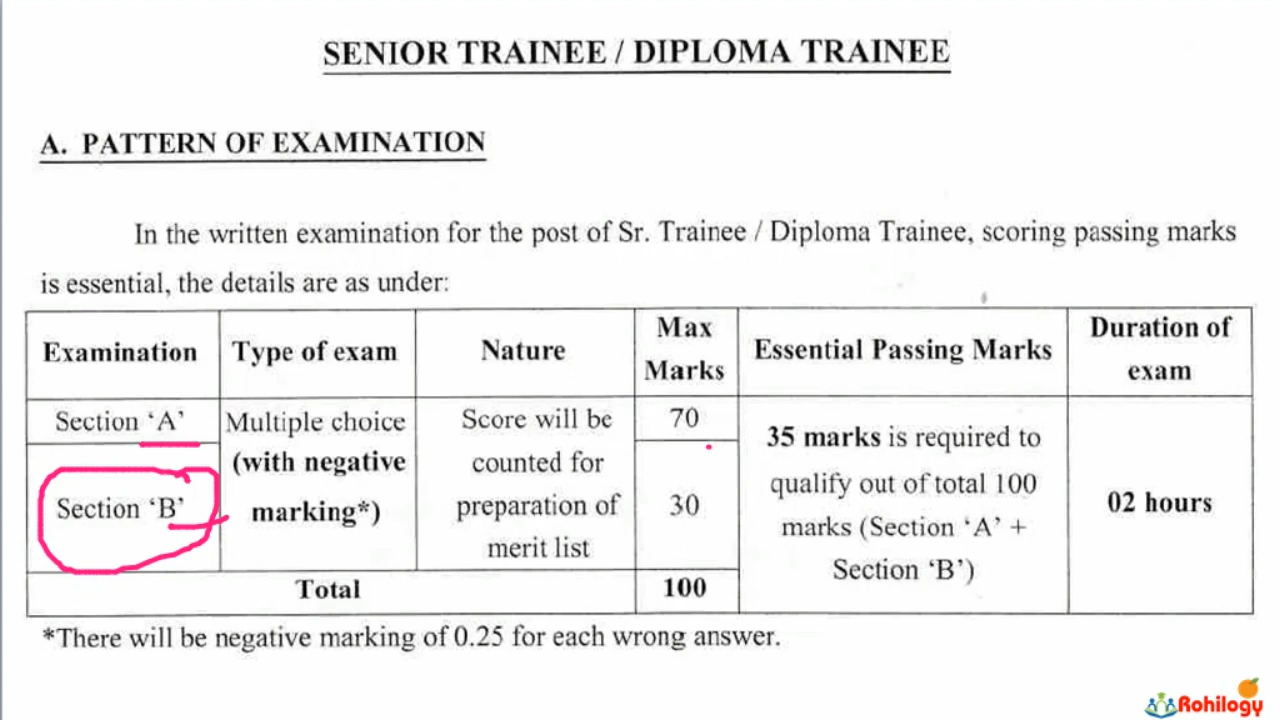 SENIOR TRAINEE / DIPLOMA TRAINEE
A. PATTERN OF EXAMINATION
In the written examination for the post of Sr. Trainee / Diploma Trainee, scoring passing marks
is essential, the details are as under:
Examination
Type of exam
Nature
Max
Marks
Essential Passing Marks
Duration of
exam
Section ‘A’
Multiple choice
(with negative
marking*)
Score will be
counted for
preparation of
merit list
70
35 marks is required to
qualify out of total 100
marks (Section ‘A’ +
Section ‘B’)
02 hours
Section ‘B’
30
Total
100
*There will be negative marking of 0.25 for each wrong answer.
Rohilogy